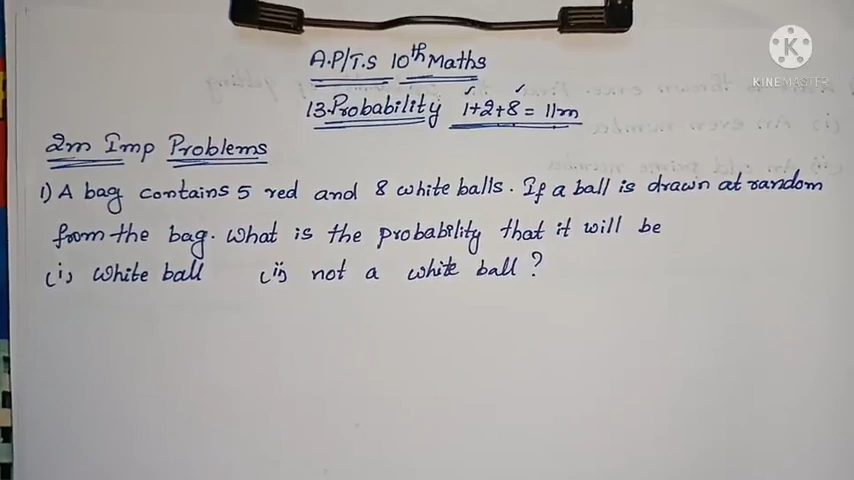 A.P/T.S 10th Maths
13.Probability 1+2+8 = 11m
2m Imp Problems
1) A bag contains 5 red and 8 white balls. If a ball is drawn at random
from the bag. What is the probability that it will be
(i) white ball (ii) not a white ball?
K
KINEMASTER